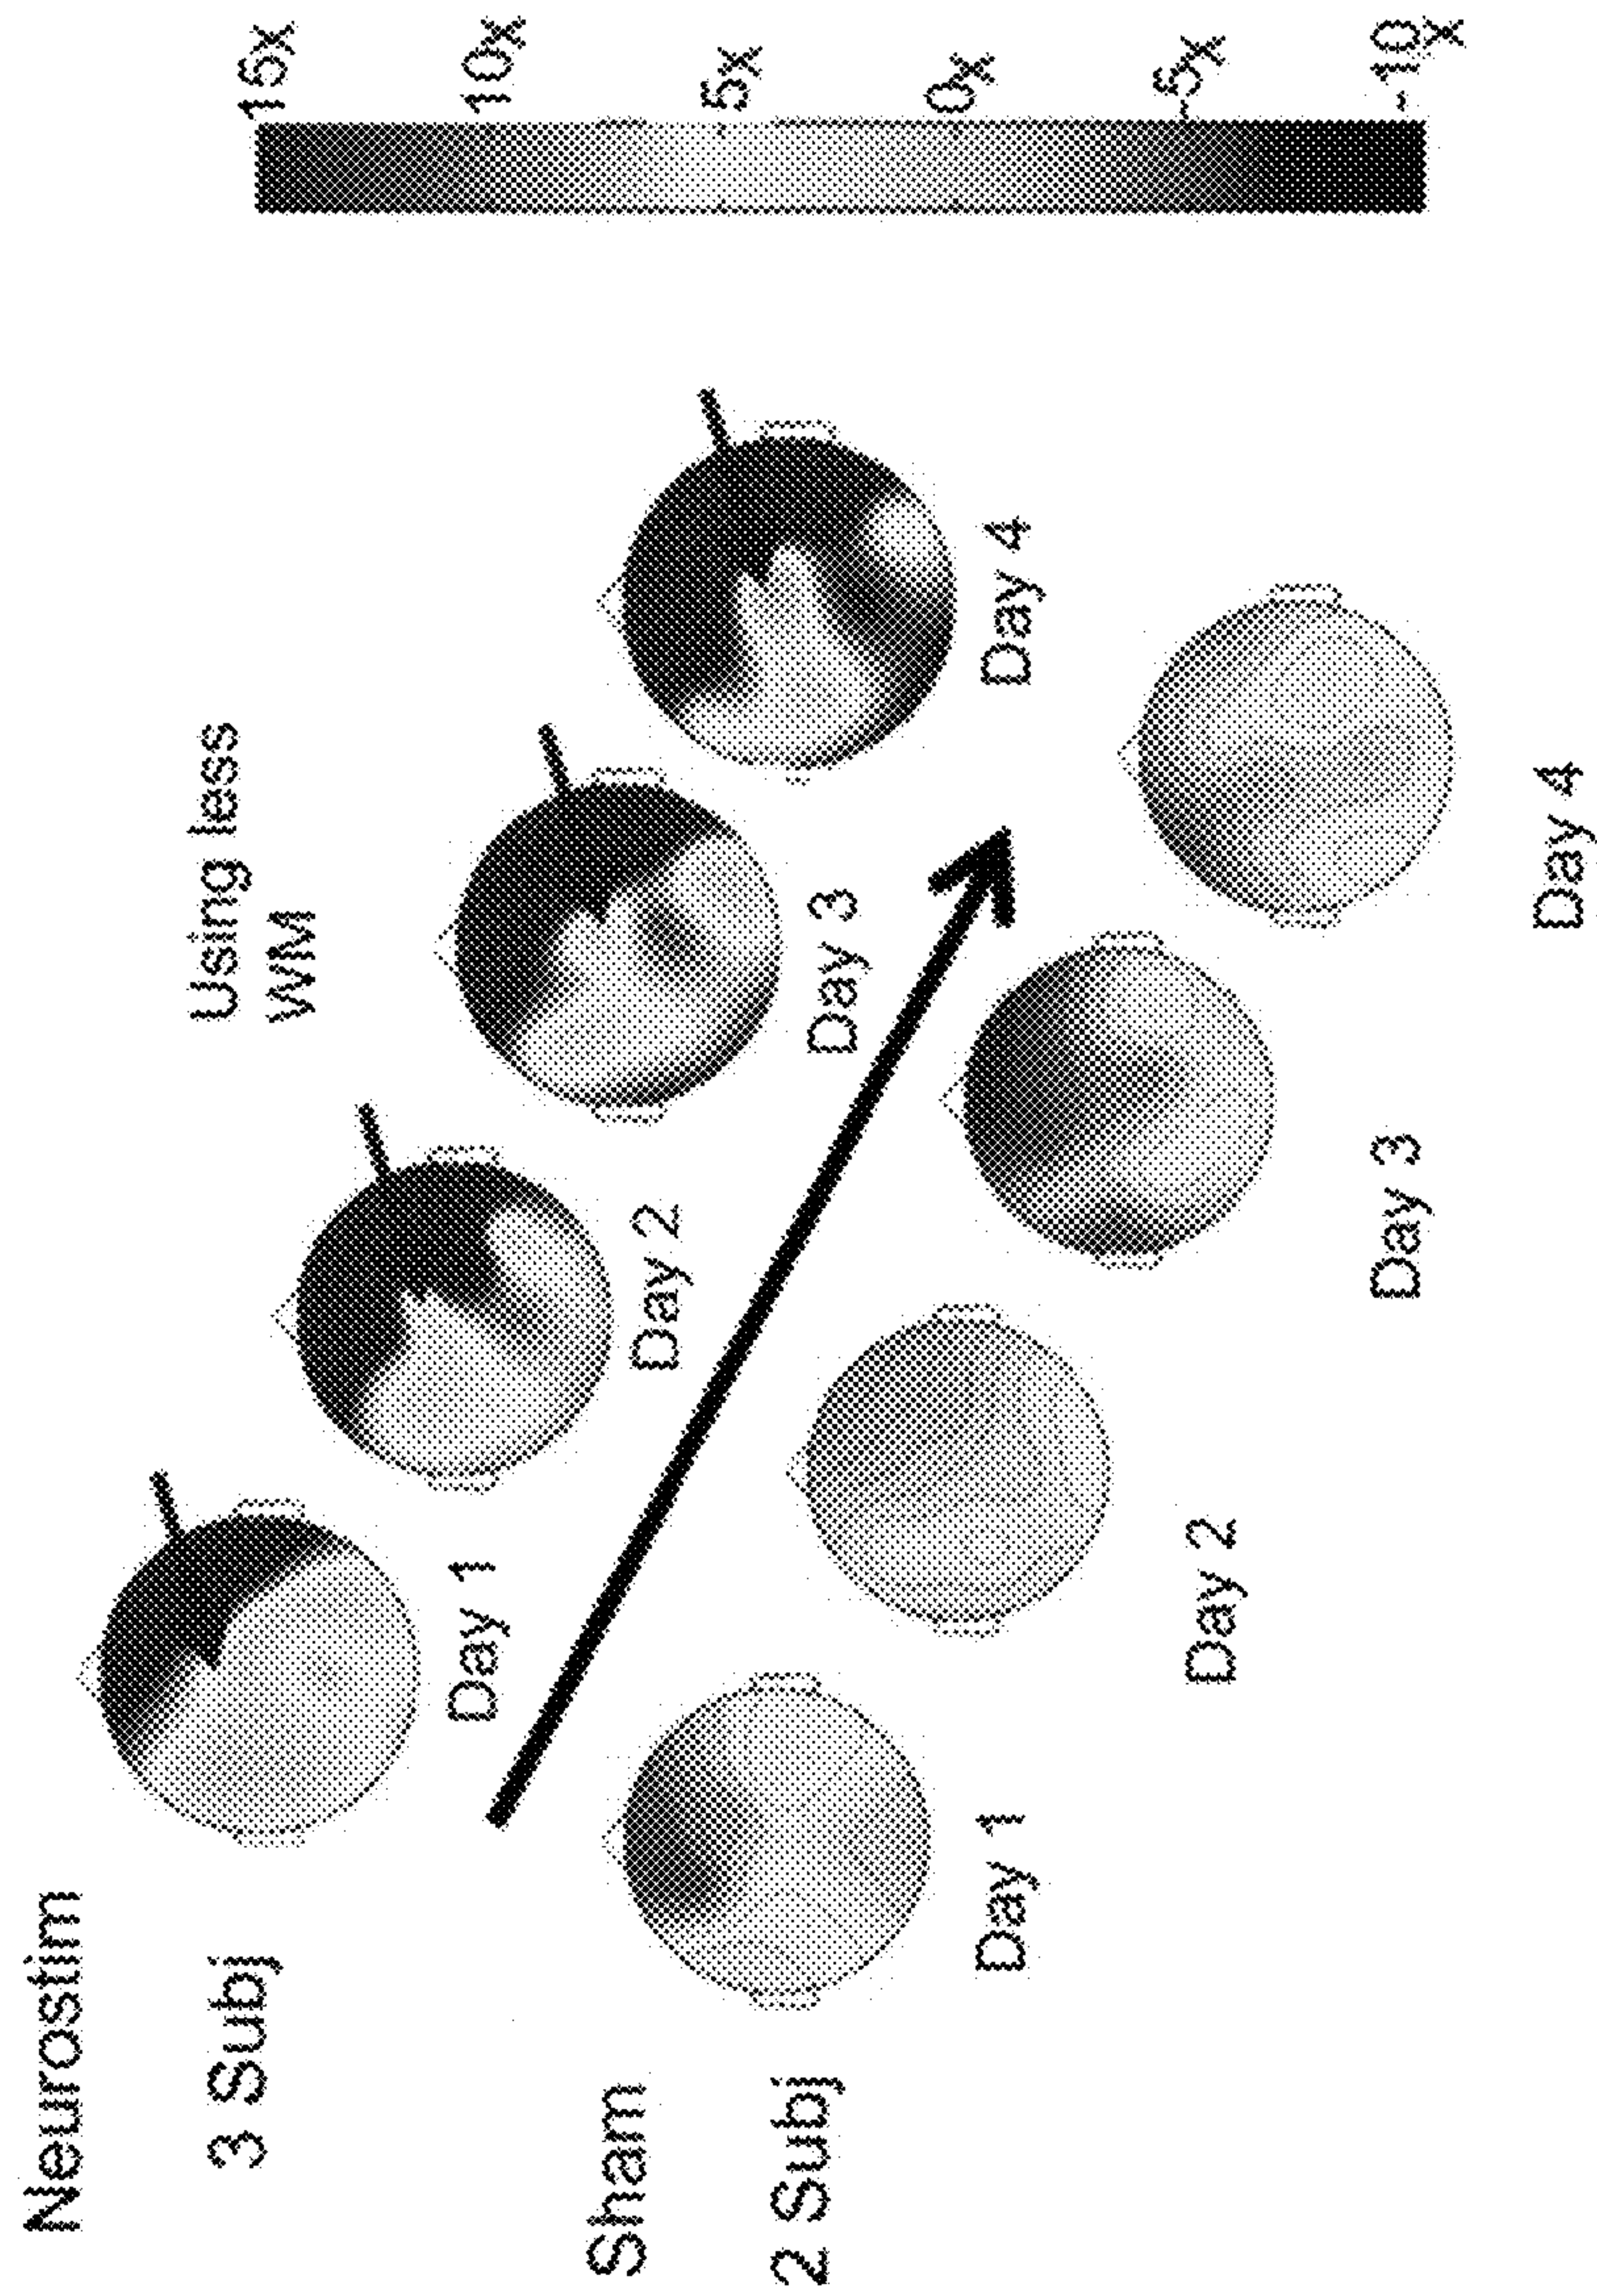 Neurostim
3 Subj
Day 1
Day 2
Using less
WM
Day 3
Day 4
Sham
2 Subj
Day 1
Day 2
Day 3
Day 4
15x
10x
5x
0x
-5x
-10
x